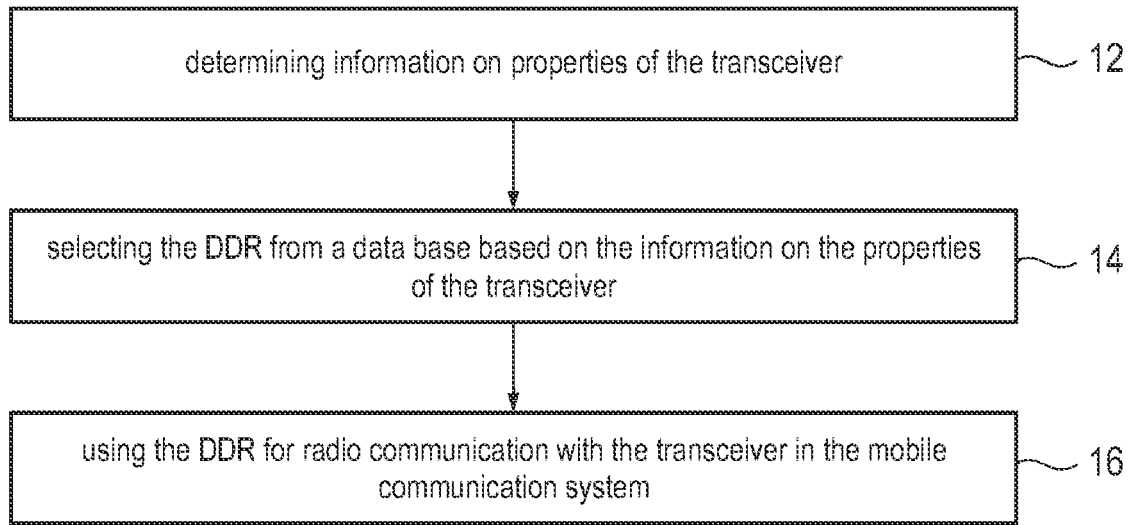 determining information on properties of the transceiver
12
selecting the DDR from a data base based on the information on the properties
of the transceiver
14
using the DDR for radio communication with the transceiver in the mobile
communication system
16